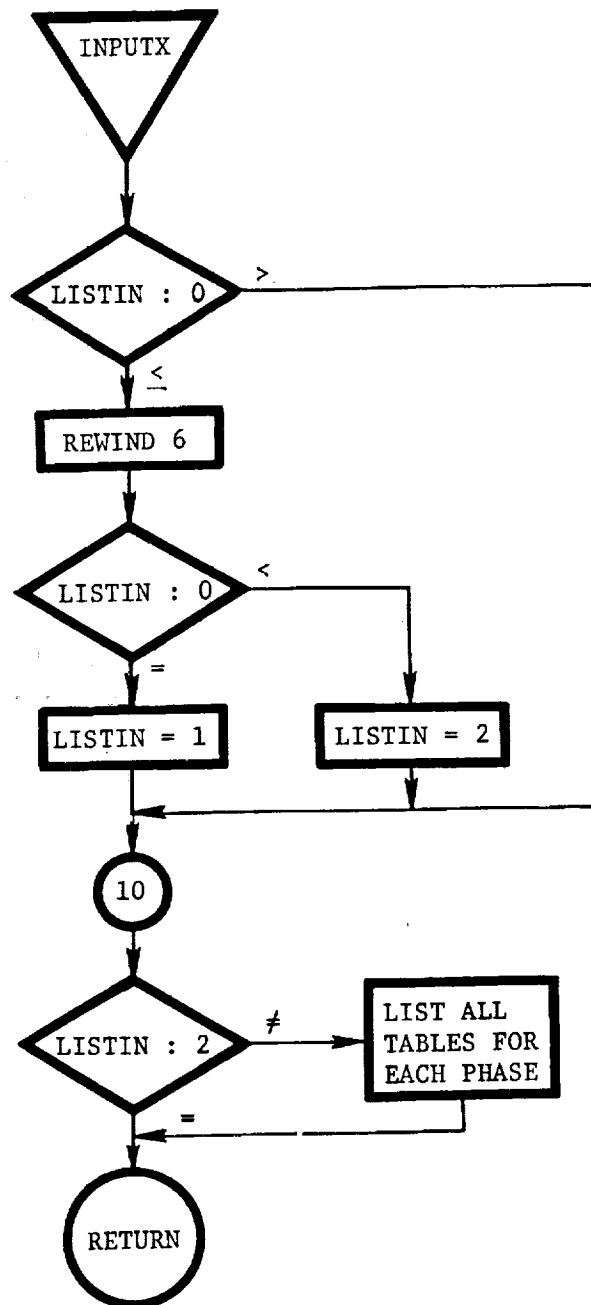 INPUTX
LISTIN : 0
>
≤
REWIND 6
LISTIN : 0
<
=
LISTIN = 1
LISTIN = 2
10
LISTIN : 2
≠
LIST ALL
TABLES FOR
EACH PHASE
=
RETURN